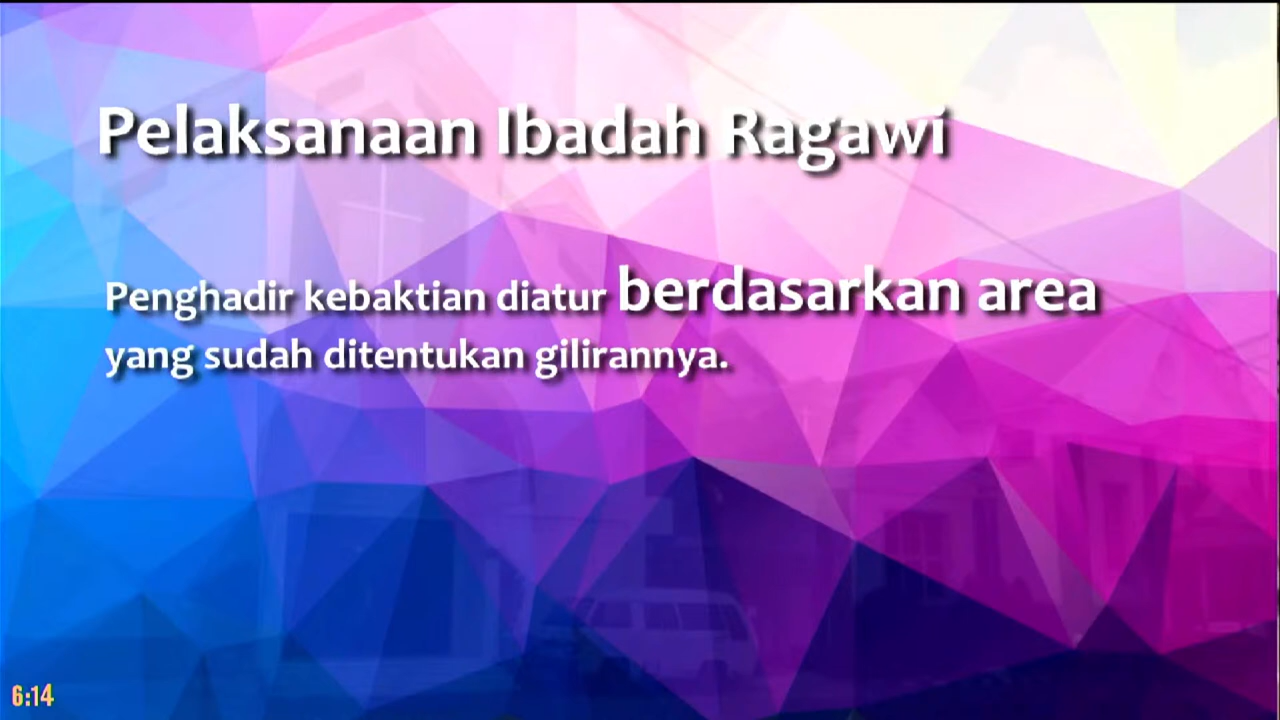 Pelaksanaan Ibadah Ragawi
Penghadir kebaktian diatur berdasarkan area
yang sudah ditentukan gilirannya.
6:14